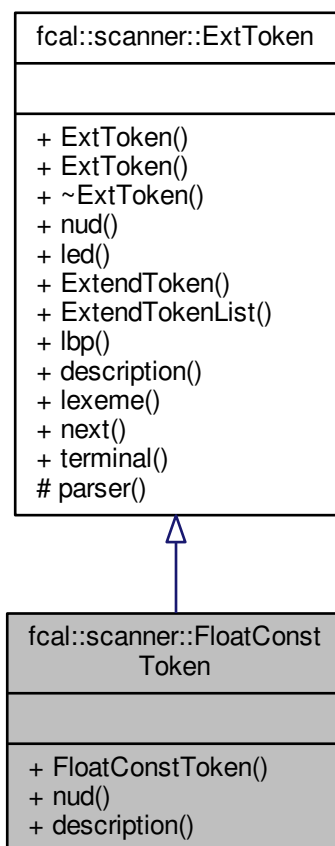 fcal::scanner::ExtToken
+ ExtToken()
+ ExtToken()
+ ~ExtToken()
+ nud()
+ led()
+ ExtendToken()
+ ExtendTokenList()
+ lbp()
+ description()
+ lexeme()
+ next()
+ terminal()
# parser()
fcal::scanner::FloatConst
Token
+ FloatConstToken()
+ nud()
+ description()